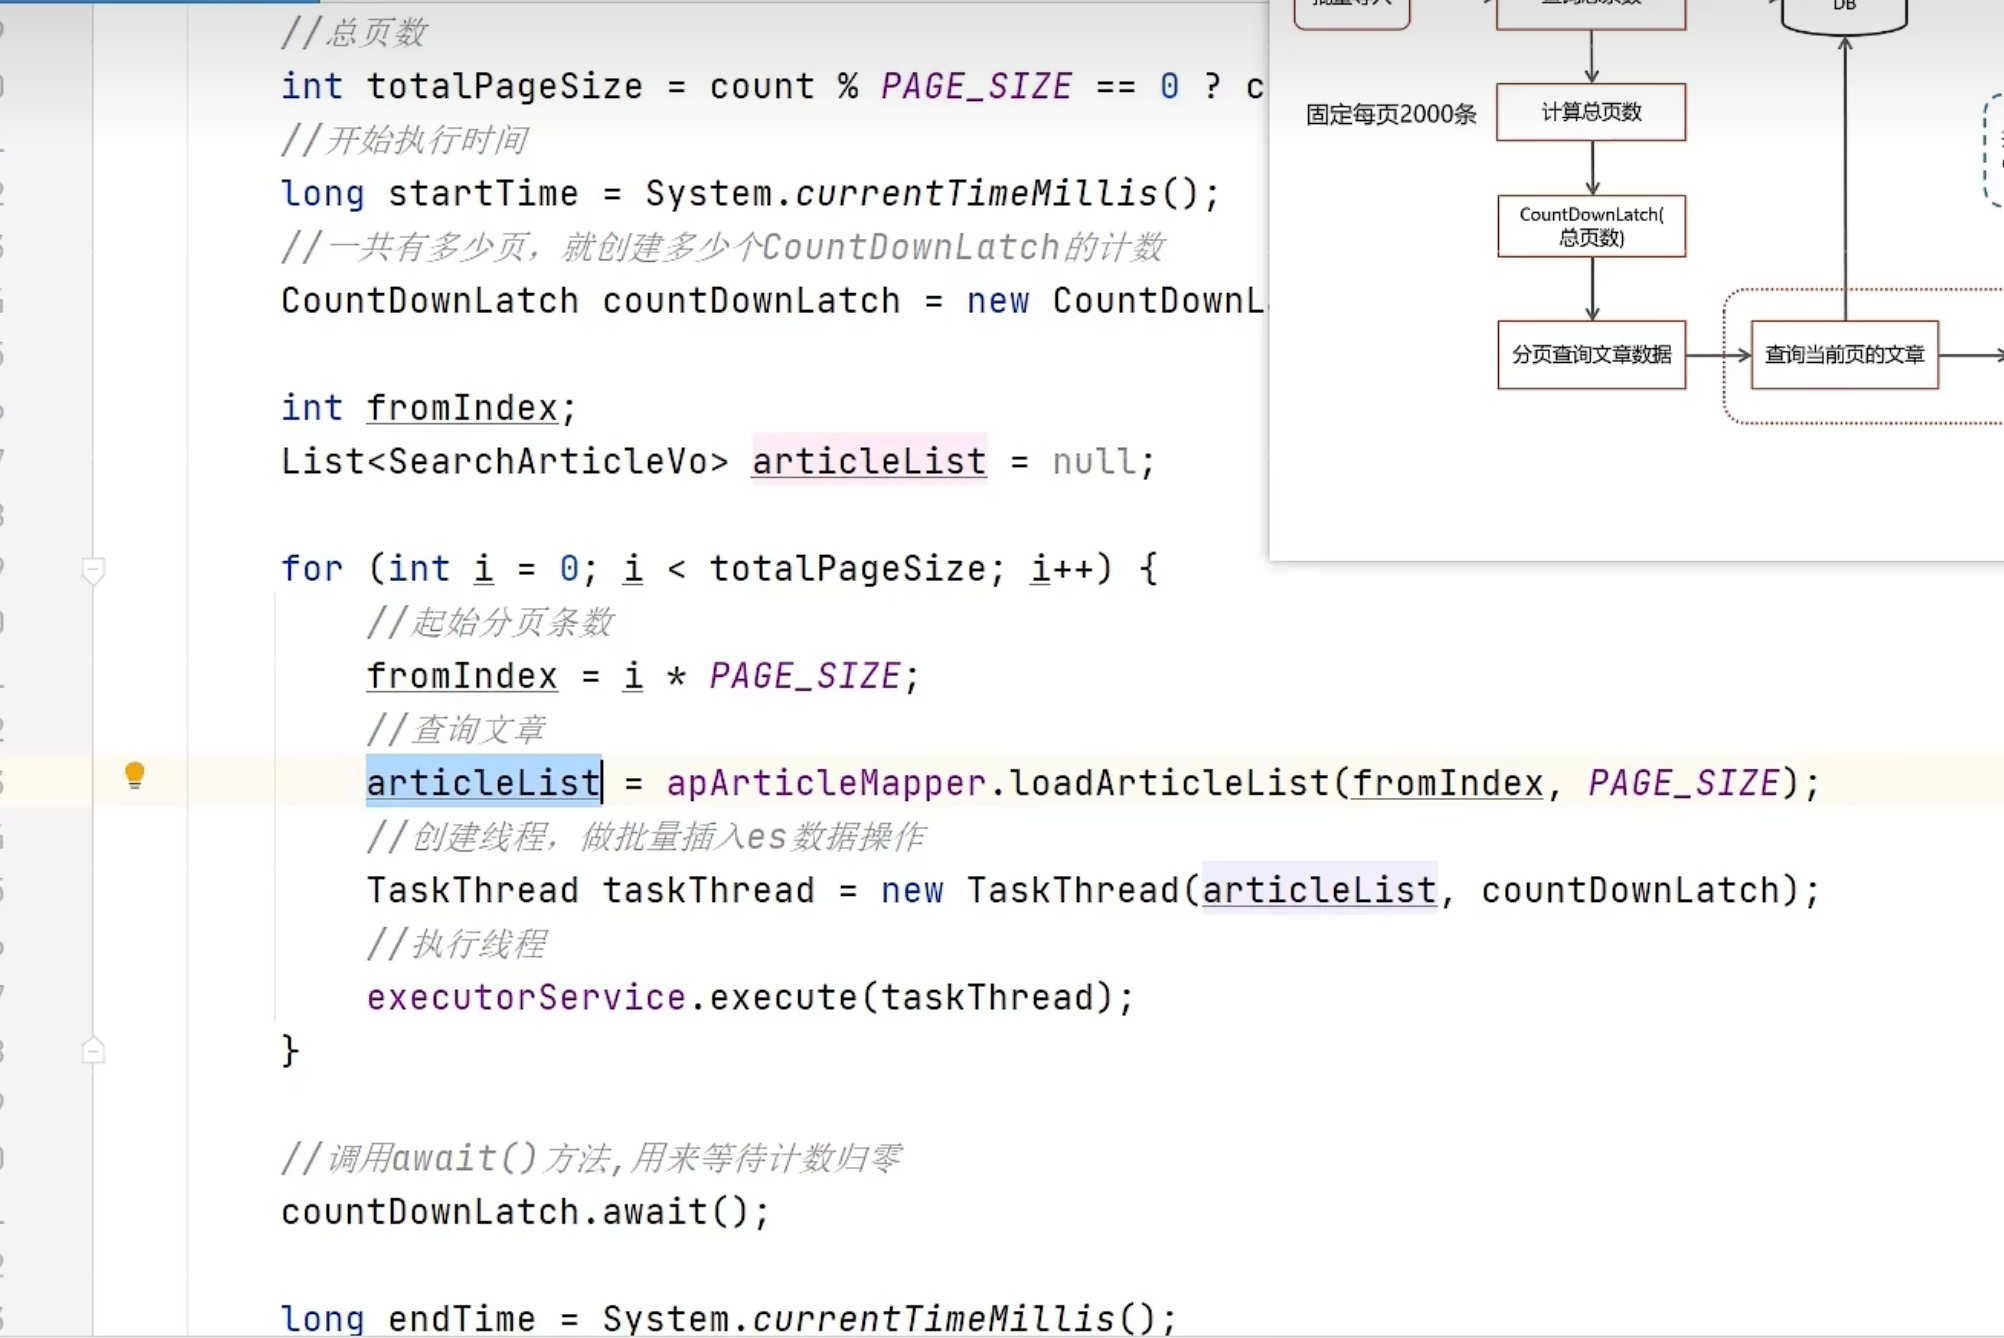 //总页数
int totalPageSize = count % PAGE_SIZE == 0 ? c
//开始执行时间
long startTime = System.currentTimeMillis();
//一共有多少页，就创建多少个CountDownLatch的计数
CountDownLatch countDownLatch = new CountDownL
int fromIndex;
List<SearchArticleVo> articleList = null;
for (int i = 0; i < totalPageSize; i++) {
//起始分页条数
fromIndex = i * PAGE_SIZE;
//查询文章
articleList = apArticleMapper.loadArticleList(fromIndex, PAGE_SIZE);
//创建线程，做批量插入es数据操作
TaskThread taskThread = new TaskThread(articleList, countDownLatch);
//执行线程
executorService.execute(taskThread);
}
//调用await()方法,用来等待计数归零
countDownLatch.await();
long endTime = System.currentTimeMillis();
DB
固定每页2000条
计算总页数
CountDownLatch(
总页数)
分页查询文章数据
查询当前页的文章